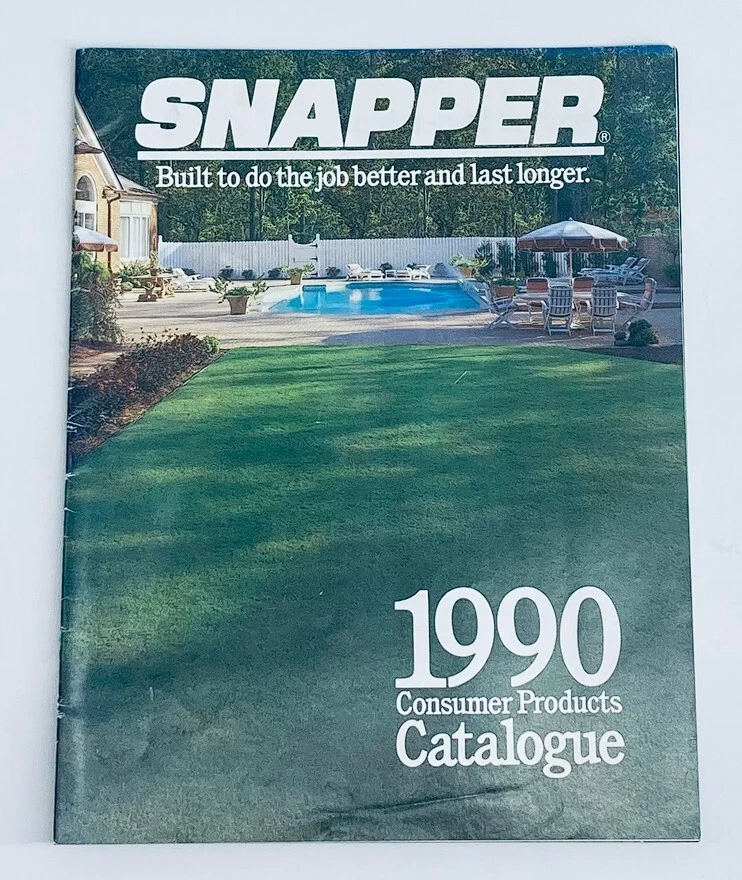 SNAPPER®
Built to do the job better and last longer.
1990
Consumer Products
Catalogue